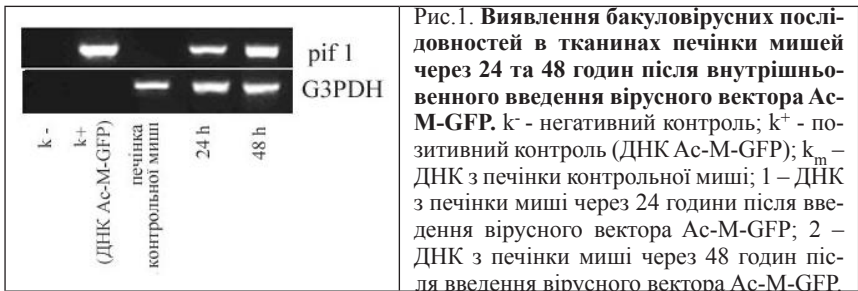 pif 1
G3PDH
k -
k+
(ДНК Ac-M-GFP)
печінка
контрольної миші
24 h
48 h
Рис.1. Виявлення бакуловірусних послі-
довностей в тканинах печінки мишей
через 24 та 48 годин після внутрішньо-
венного введення вірусного вектора Ac-
M-GFP. k- - негативний контроль; k+ - по-
зитивний контроль (ДНК Ac-M-GFP); km –
ДНК з печінки контрольної миші; 1 – ДНК
з печінки миші через 24 години після вве-
дення вірусного вектора Ac-M-GFP; 2 –
ДНК з печінки миші через 48 годин піс-
ля введення вірусного вектора Ac-M-GFP.